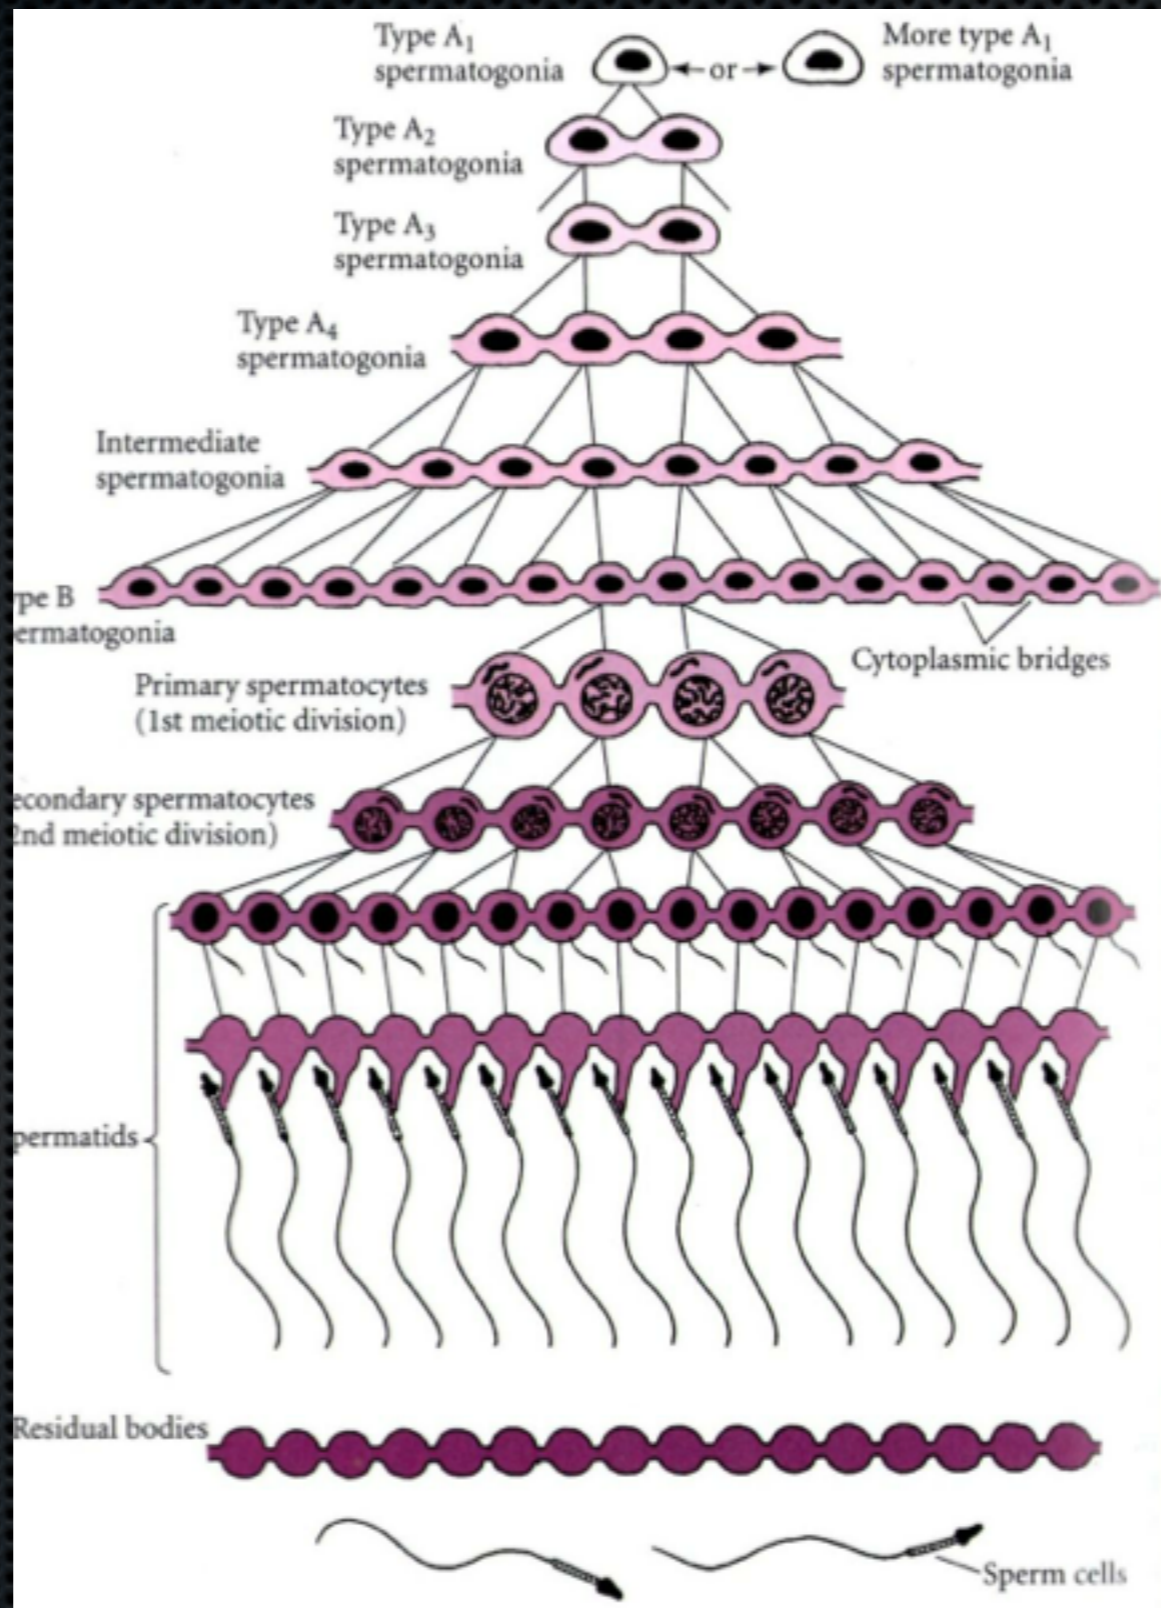 Type A₁
spermatogonia
or
More type A₁
spermatogonia
Type A₂
spermatogonia
Type A₃
spermatogonia
Type A₄
spermatogonia
Intermediate
spermatogonia
ype B
ermatogonia
Cytoplasmic bridges
Primary spermatocytes
(1st meiotic division)
econdary spermatocytes
2nd meiotic division)
permatids
Residual bodies
Sperm cells